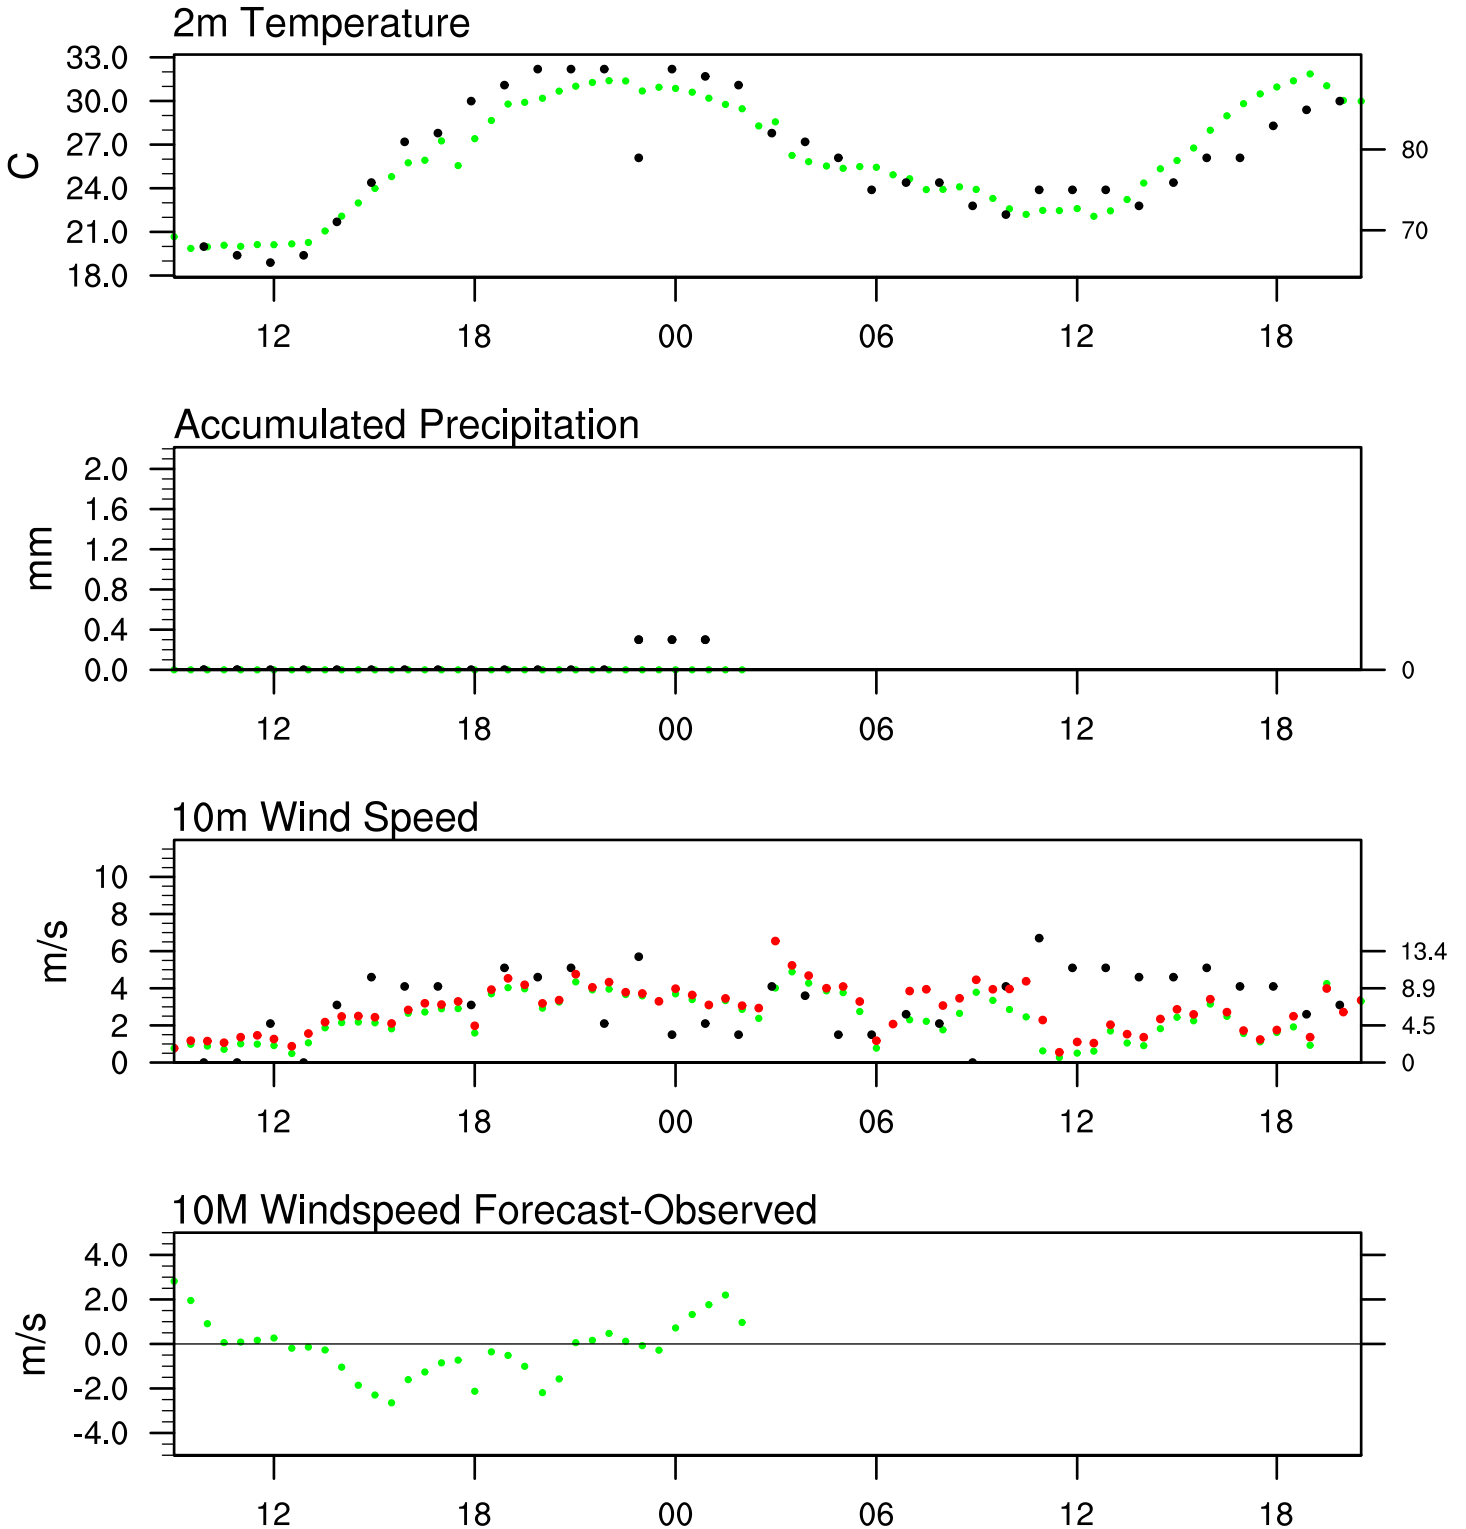 2m Temperature
33.0
30.0
27.0
24.0
21.0
18.0
C
80
70
12 18 00 06 12 18
Accumulated Precipitation
2.0
1.6
1.2
0.8
0.4
0.0
mm
0
12 18 00 06 12 18
10m Wind Speed
10
8
6
4
2
0
m/s
13.4
8.9
4.5
0
12 18 00 06 12 18
10M Windspeed Forecast-Observed
4.0
2.0
0.0
-2.0
-4.0
m/s
12 18 00 06 12 18